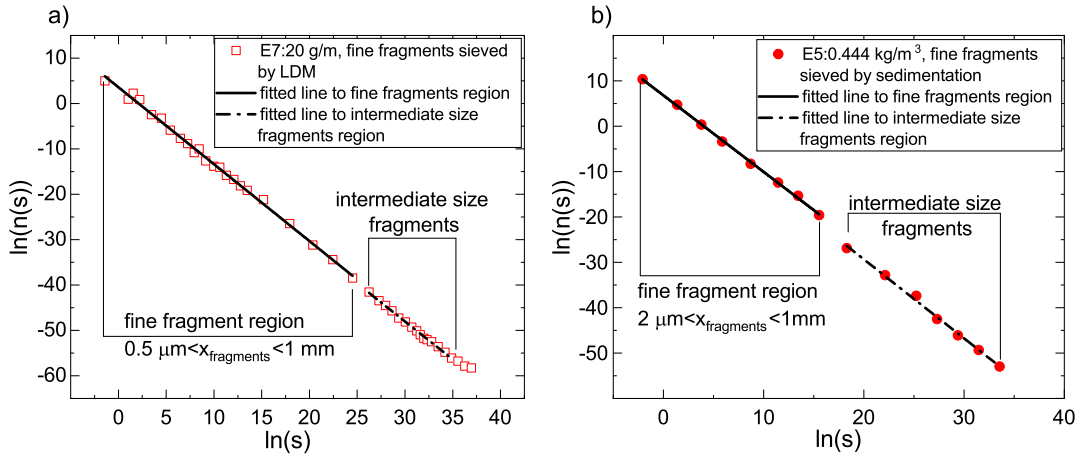 a)
E7:20 g/m, fine fragments sieved
by LDM
fitted line to fine fragments region
fitted line to intermediate size
fragments region
intermediate size
fragments
fine fragment region
0.5 μm<x_fragments<1 mm
ln(n(s))
10
0
-10
-20
-30
-40
-50
-60
0
5
10
15
20
25
30
35
40
ln(s)
b)
E5:0.444 kg/m³, fine fragments
sieved by sedimentation
fitted line to fine fragments region
fitted line to intermediate size
fragments region
intermediate size
fragments
fine fragment region
2 μm<x_fragments<1mm
ln(n(s))
10
0
-10
-20
-30
-40
-50
0
10
20
30
40
ln(s)